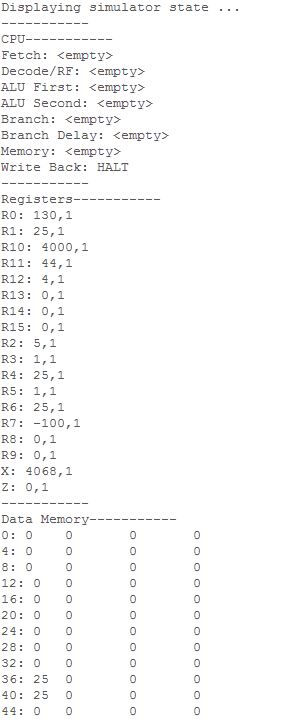 Displaying simulator state ...
-----------
CPU-----------
Fetch: <empty>
Decode/RF: <empty>
ALU First: <empty>
ALU Second: <empty>
Branch: <empty>
Branch Delay: <empty>
Memory: <empty>
Write Back: HALT
-----------
Registers-----------
R0: 130,1
R1: 25,1
R10: 4000,1
R11: 44,1
R12: 4,1
R13: 0,1
R14: 0,1
R15: 0,1
R2: 5,1
R3: 1,1
R4: 25,1
R5: 1,1
R6: 25,1
R7: -100,1
R8: 0,1
R9: 0,1
X: 4068,1
Z: 0,1
-----------
Data Memory-----------
0: 0 0 0 0
4: 0 0 0 0
8: 0 0 0 0
12: 0 0 0 0
16: 0 0 0 0
20: 0 0 0 0
24: 0 0 0 0
28: 0 0 0 0
32: 0 0 0 0
36: 25 0 0 0
40: 25 0 0 0
44: 0 0 0 0